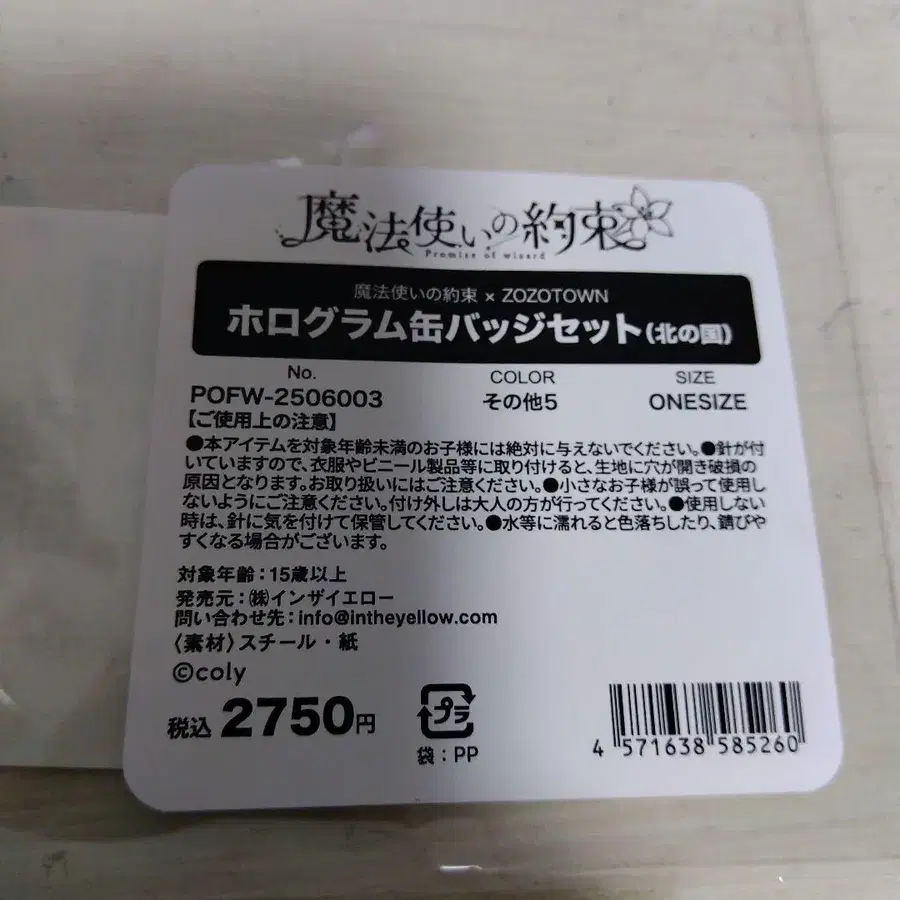 魔法使いの約束
Promise of wizard
魔法使いの約束 × ZOZOTOWN
ホログラム缶バッジセット(北の国)
No.
COLOR
SIZE
POFW-2506003
その他5
ONESIZE
【ご使用上の注意】
●本アイテムを対象年齢未満のお子様には絶対に与えないでください。●針が付
いていますので、衣服やビニール製品等に取り付けると、生地に穴が開き破損の
原因となります。お取り扱いにはご注意ください。●小さなお子様が誤って使用し
ないようにご注意ください。付け外しは大人の方が行ってください。●使用しない
時は、針に気を付けて保管してください。●水等に濡れると色落ちしたり、錆びや
すくなる場合がございます。
対象年齢：15歳以上
発売元：㈱インザイエロー
問い合わせ先：info@intheyellow.com
〈素材〉スチール・紙
©coly
税込 2750円
プラ
袋：PP
4 571638 585260